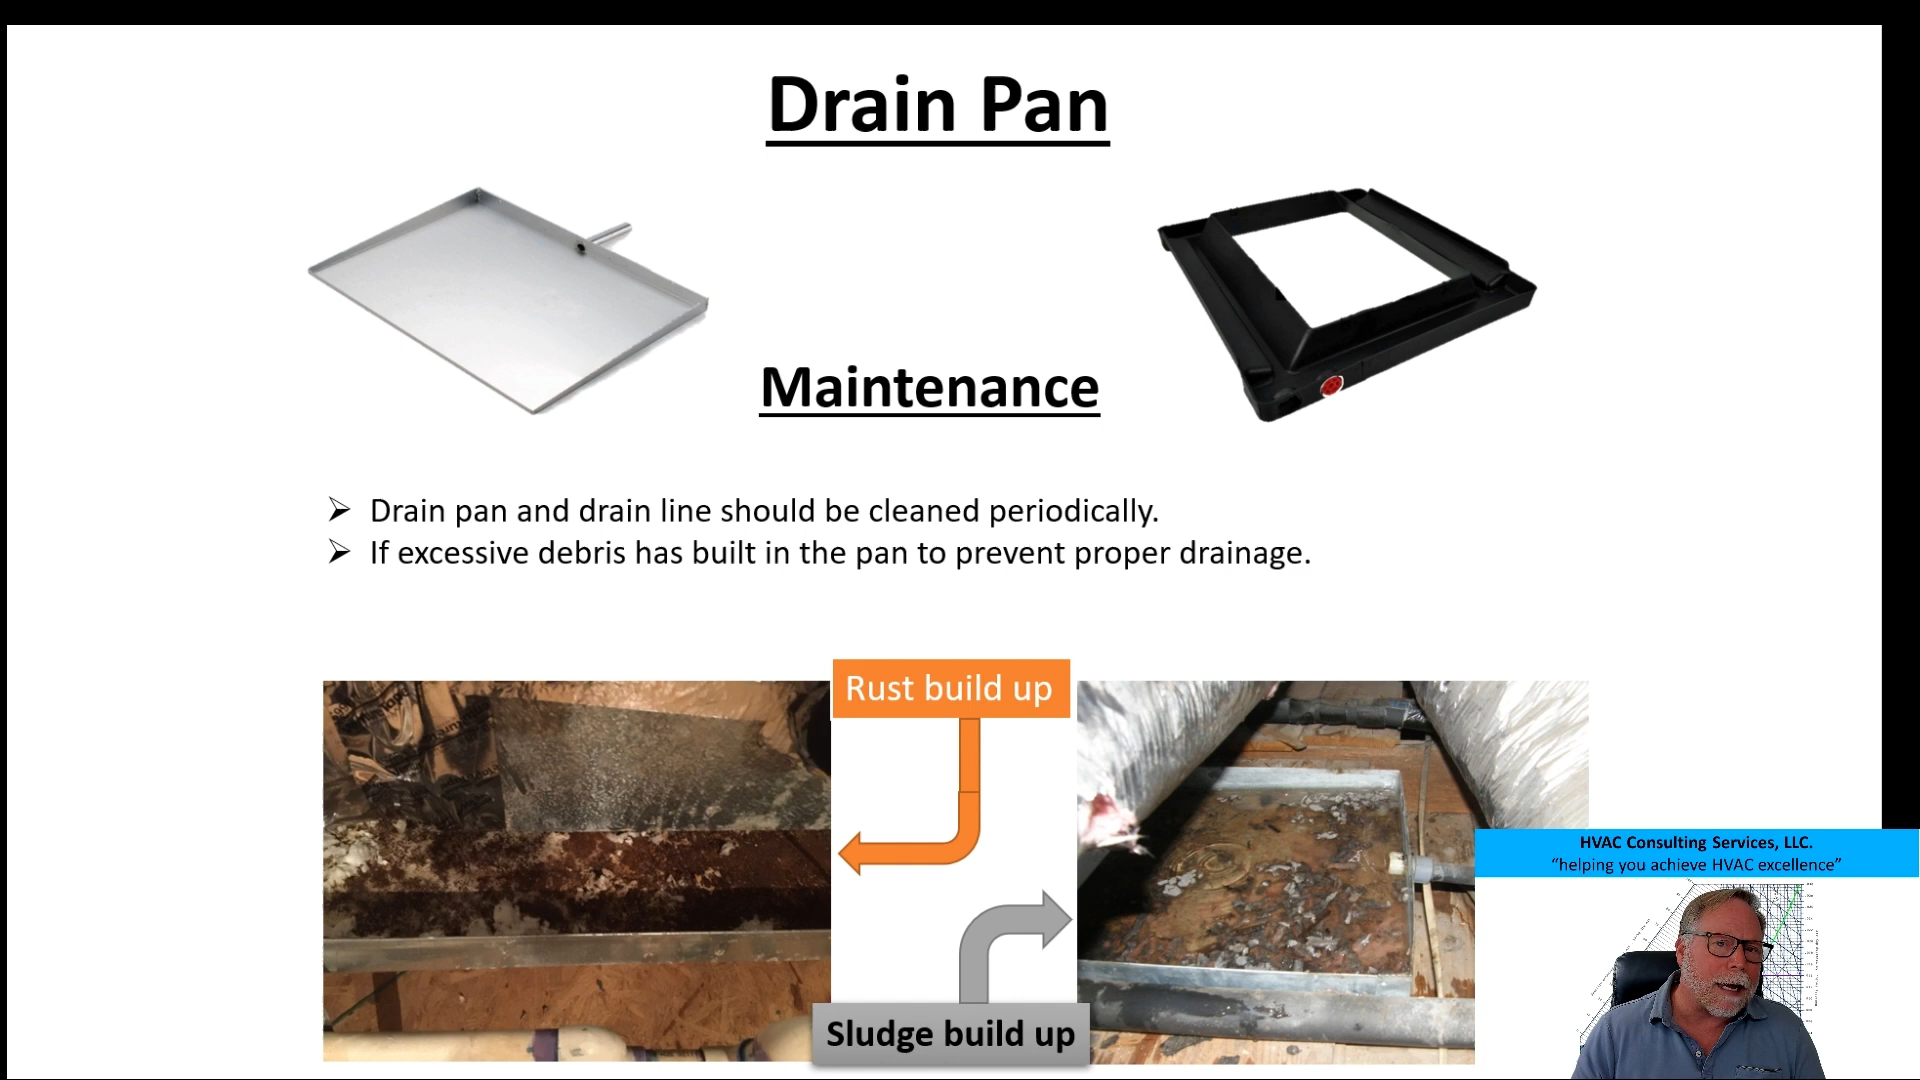 Drain Pan
Maintenance
➢ Drain pan and drain line should be cleaned periodically.
➢ If excessive debris has built in the pan to prevent proper drainage.
Rust build up
Sludge build up
HVAC Consulting Services, LLC.
“helping you achieve HVAC excellence”